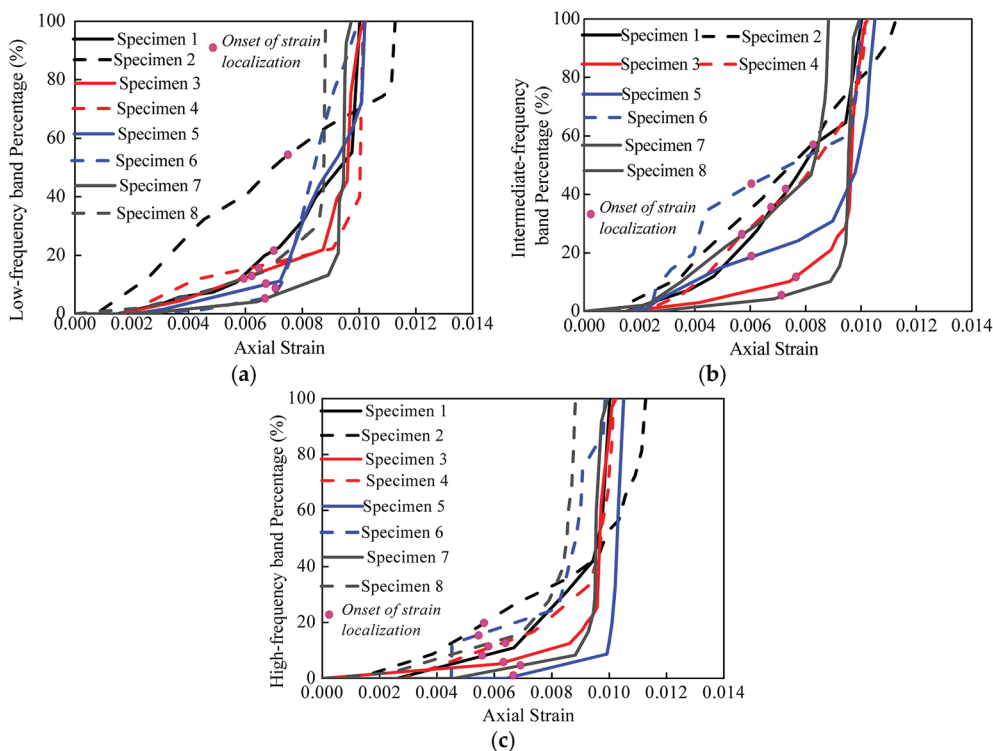 100
80
60
40
20
0
Low-frequency band Percentage (%)
Specimen 1
Specimen 2
Specimen 3
Specimen 4
Specimen 5
Specimen 6
Specimen 7
Specimen 8
Onset of strain
localization
0.000 0.002 0.004 0.006 0.008 0.010 0.012 0.014
Axial Strain
(a)
100
80
60
40
20
0
Intermediate-frequency
band Percentage (%)
Specimen 1 Specimen 2
Specimen 3 Specimen 4
Specimen 5
Specimen 6
Specimen 7
Specimen 8
Onset of strain
localization
0.000 0.002 0.004 0.006 0.008 0.010 0.012 0.014
Axial Strain
(b)
100
80
60
40
20
0
High-frequency band Percentage (%)
Specimen 1
Specimen 2
Specimen 3
Specimen 4
Specimen 5
Specimen 6
Specimen 7
Specimen 8
Onset of strain
localization
0.000 0.002 0.004 0.006 0.008 0.010 0.012 0.014
Axial Strain
(c)